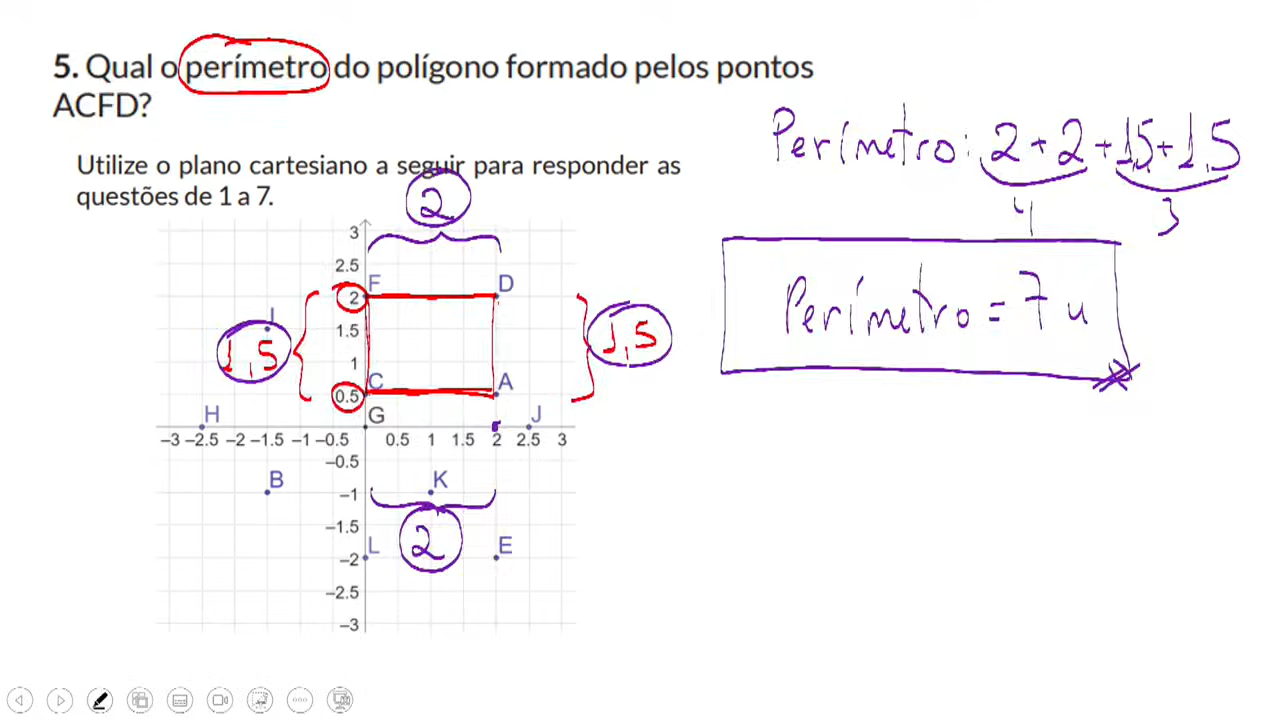 5. Qual o perímetro do polígono formado pelos pontos
ACFD?
Perímetro: 2 + 2 + 1,5 + 1,5
4 3
Utilize o plano cartesiano a seguir para responder as
questões de 1 a 7.
2
3
2.5
F D
2
I
1.5
1,5 1,5
1
C A
0.5
H G J
−3 −2.5 −2 −1.5 −1 −0.5 0.5 1 1.5 2 2.5 3
−0.5
B K
−1
−1.5
2
L E
−2
−2.5
−3
Perímetro = 7 u